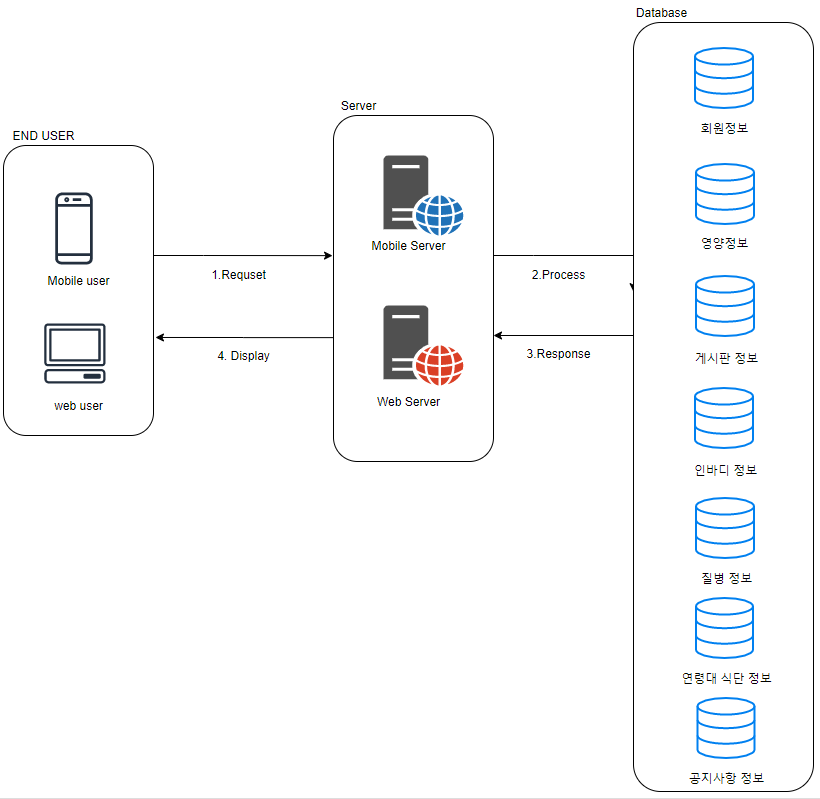 Database
회원정보
영양정보
게시판 정보
인바디 정보
질병 정보
연령대 식단 정보
공지사항 정보
Server
Mobile Server
Web Server
END USER
Mobile user
web user
1.Requset
2.Process
3.Response
4. Display